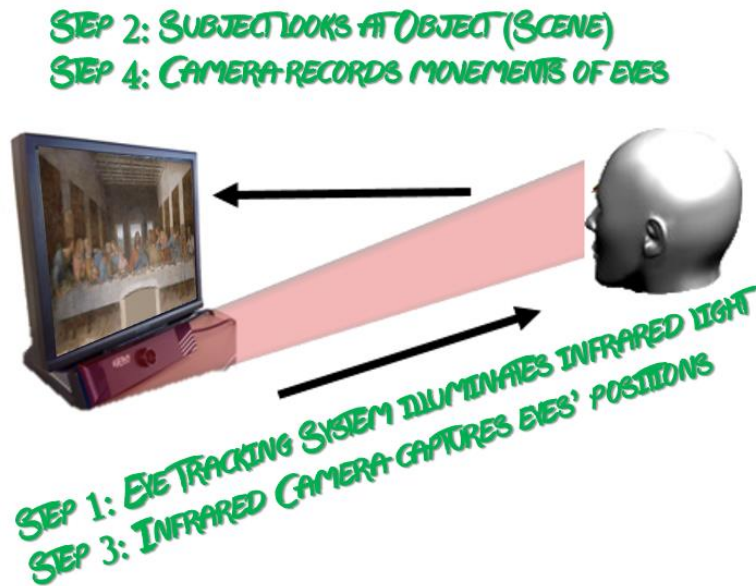 Step 2: Subject looks at Object (Scene)
Step 4: Camera records movements of eyes
Step 1: Eye Tracking System illuminates infrared light
Step 3: Infrared Camera captures eyes' positions